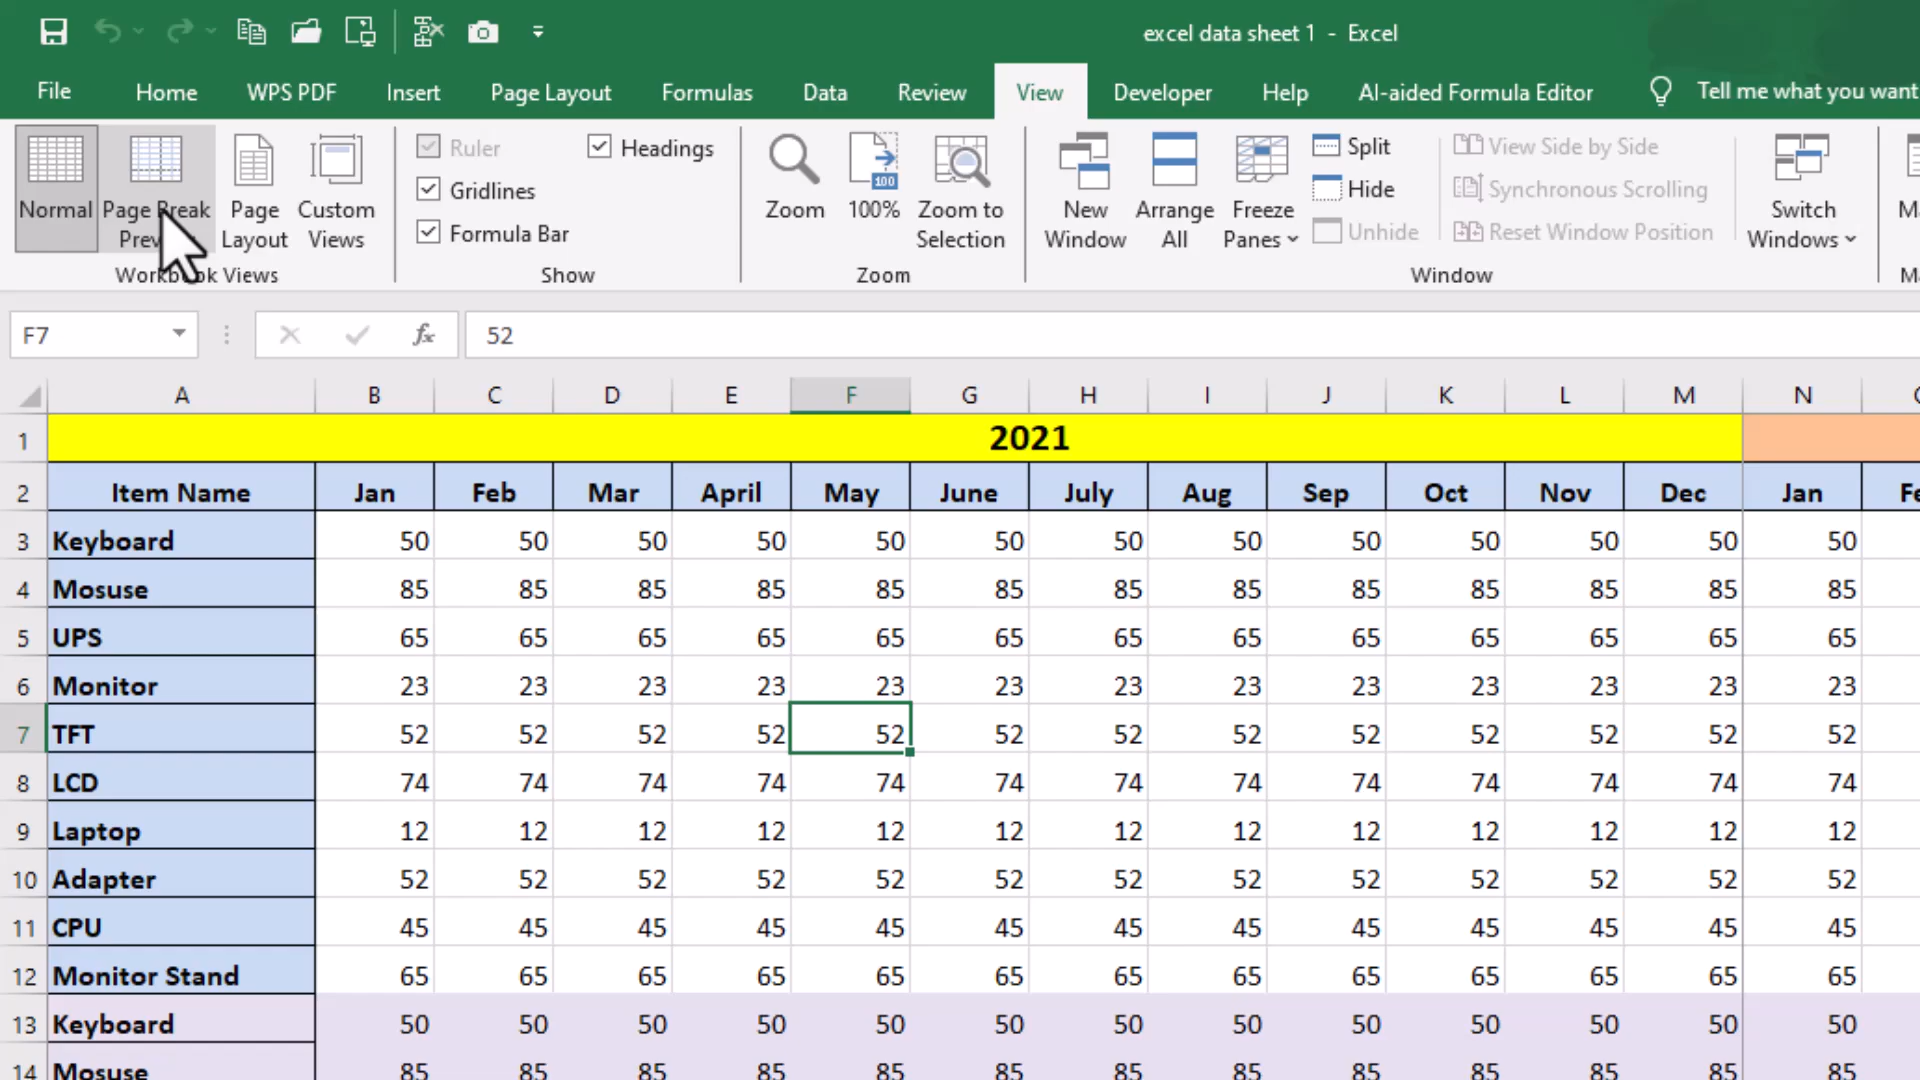 excel data sheet 1 - Excel
File Home WPS PDF Insert Page Layout Formulas Data Review View Developer Help AI-aided Formula Editor Tell me what you want
Normal
Page Break
Page Layout
Custom Views
Workbook Views
Ruler
Headings
Gridlines
Formula Bar
Show
Zoom
100
100%
Zoom to Selection
Zoom
New Window
Arrange All
Freeze Panes
Split
Hide
Unhide
View Side by Side
Synchronous Scrolling
Reset Window Position
Switch Windows
Window
F7 fx 52
A B C D E F G H I J K L M N
1 2021
2 Item Name Jan Feb Mar April May June July Aug Sep Oct Nov Dec Jan
3 Keyboard 50 50 50 50 50 50 50 50 50 50 50 50 50
4 Mosuse 85 85 85 85 85 85 85 85 85 85 85 85 85
5 UPS 65 65 65 65 65 65 65 65 65 65 65 65 65
6 Monitor 23 23 23 23 23 23 23 23 23 23 23 23 23
7 TFT 52 52 52 52 52 52 52 52 52 52 52 52 52
8 LCD 74 74 74 74 74 74 74 74 74 74 74 74 74
9 Laptop 12 12 12 12 12 12 12 12 12 12 12 12 12
10 Adapter 52 52 52 52 52 52 52 52 52 52 52 52 52
11 CPU 45 45 45 45 45 45 45 45 45 45 45 45 45
12 Monitor Stand 65 65 65 65 65 65 65 65 65 65 65 65 65
13 Keyboard 50 50 50 50 50 50 50 50 50 50 50 50 50
14 Mosuse 85 85 85 85 85 85 85 85 85 85 85 85 85